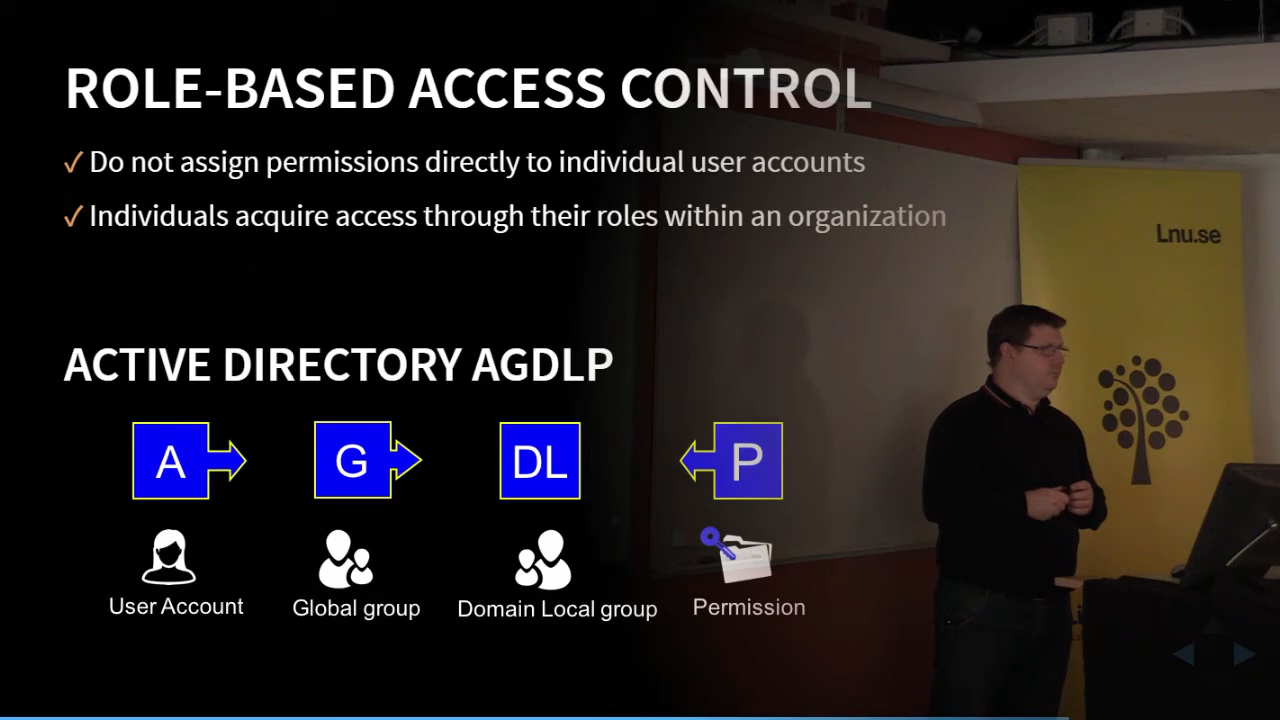 ROLE-BASED ACCESS CONTROL
✓ Do not assign permissions directly to individual user accounts
✓ Individuals acquire access through their roles within an organization
Lnu.se
ACTIVE DIRECTORY AGDLP
A G DL P
User Account Global group Domain Local group Permission